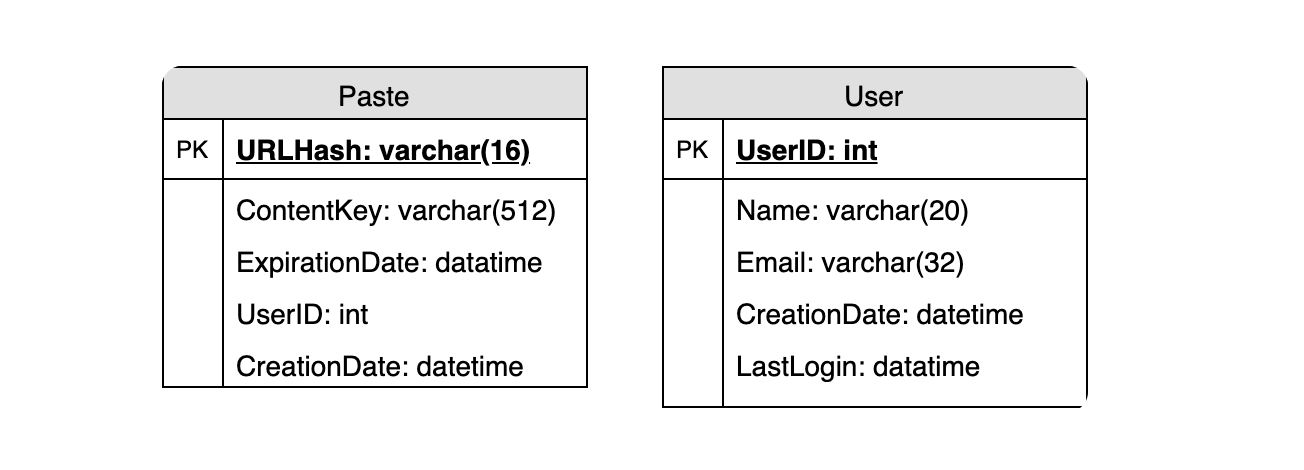 Paste
PK URLHash: varchar(16)
ContentKey: varchar(512)
ExpirationDate: datatime
UserID: int
CreationDate: datetime
User
PK UserID: int
Name: varchar(20)
Email: varchar(32)
CreationDate: datetime
LastLogin: datatime